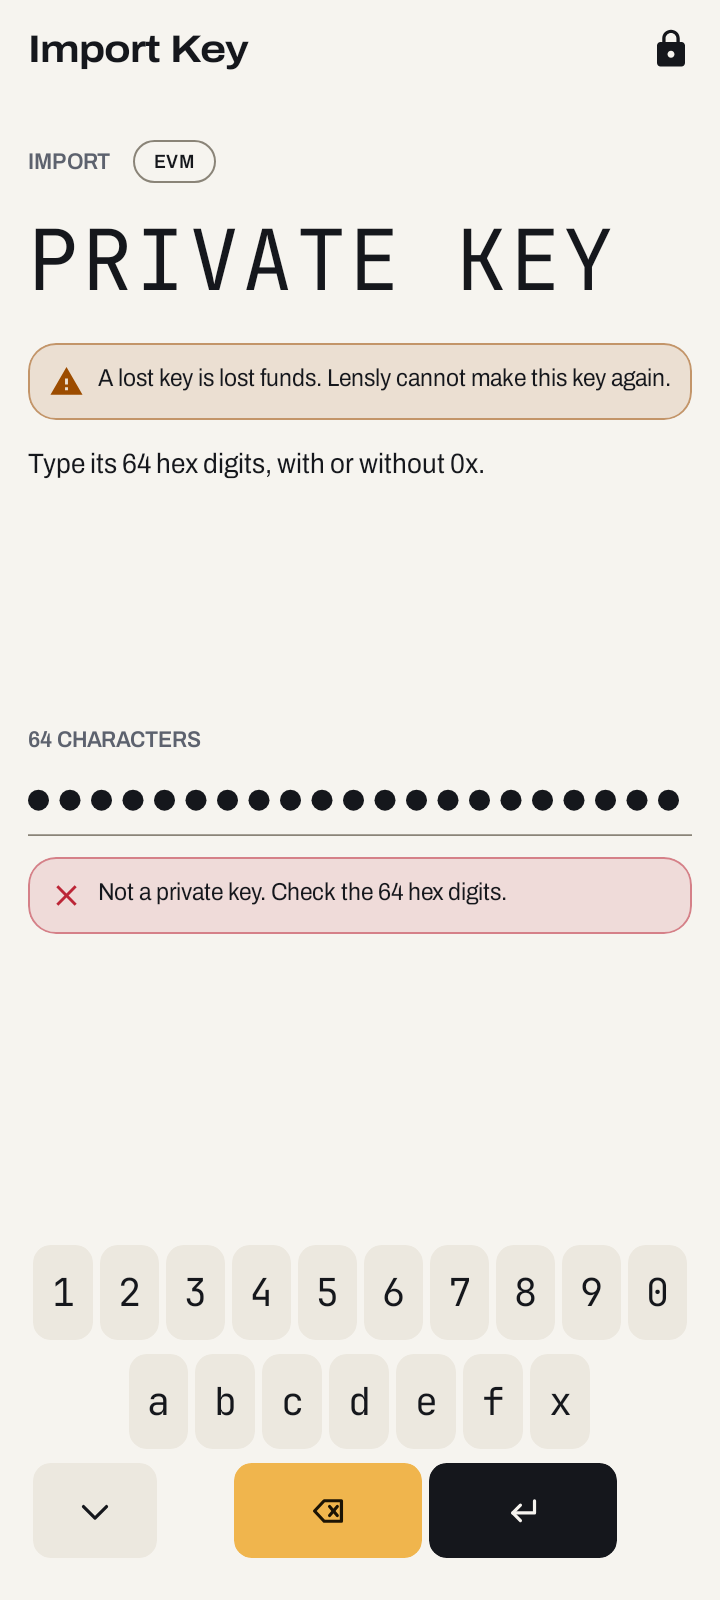 Import Key
IMPORT EVM
PRIVATE KEY
A lost key is lost funds. Lensly cannot make this key again.
Type its 64 hex digits, with or without 0x.
64 CHARACTERS
Not a private key. Check the 64 hex digits.
1 2 3 4 5 6 7 8 9 0
a b c d e f x